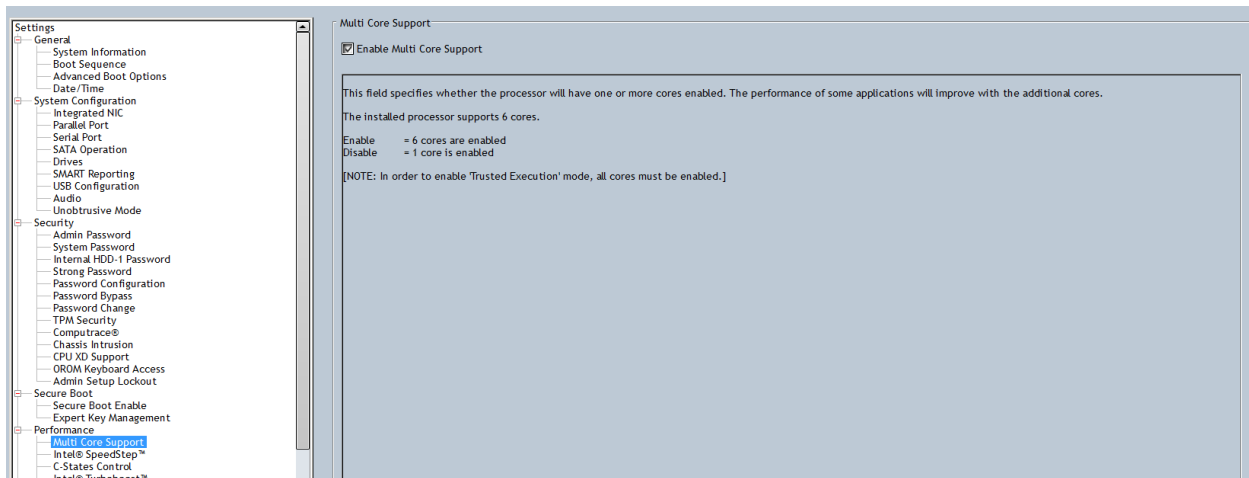 Settings
General
System Information
Boot Sequence
Advanced Boot Options
Date/Time
System Configuration
Integrated NIC
Parallel Port
Serial Port
SATA Operation
Drives
SMART Reporting
USB Configuration
Audio
Unobtrusive Mode
Security
Admin Password
System Password
Internal HDD-1 Password
Strong Password
Password Configuration
Password Bypass
Password Change
TPM Security
Computrace®
Chassis Intrusion
CPU XD Support
OROM Keyboard Access
Admin Setup Lockout
Secure Boot
Secure Boot Enable
Expert Key Management
Performance
Multi Core Support
Intel® SpeedStep™
C-States Control
Intel® Turboboost™
Multi Core Support
Enable Multi Core Support
This field specifies whether the processor will have one or more cores enabled. The performance of some applications will improve with the additional cores.
The installed processor supports 6 cores.
Enable = 6 cores are enabled
Disable = 1 core is enabled
[NOTE: In order to enable 'Trusted Execution' mode, all cores must be enabled.]